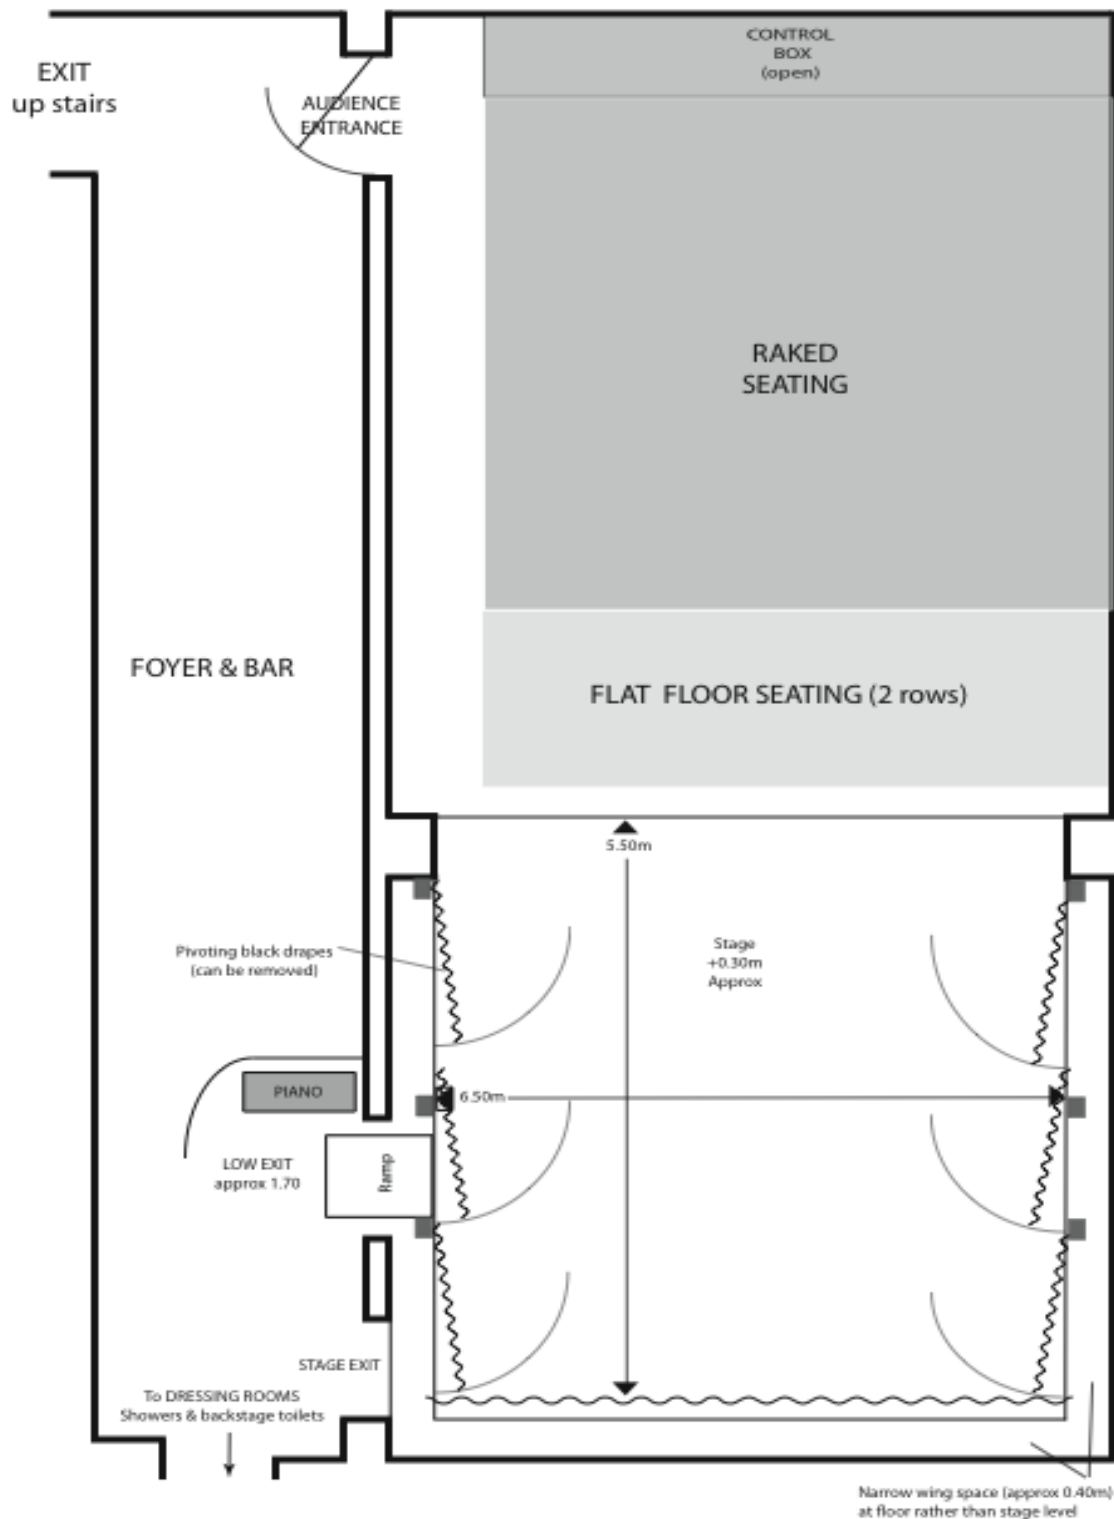 CONTROL
BOX
(open)
EXIT
up stairs
AUDIENCE
ENTRANCE
RAKED
SEATING
FOYER & BAR
FLAT FLOOR SEATING (2 rows)
5.50m
Pivoting black drapes
(can be removed)
Stage
+0.30m
Approx
PIANO
6.50m
LOW EXIT
approx 1.70
Ramp
STAGE EXIT
To DRESSING ROOMS
Showers & backstage toilets
Narrow wing space (approx 0.40m)
at floor rather than stage level